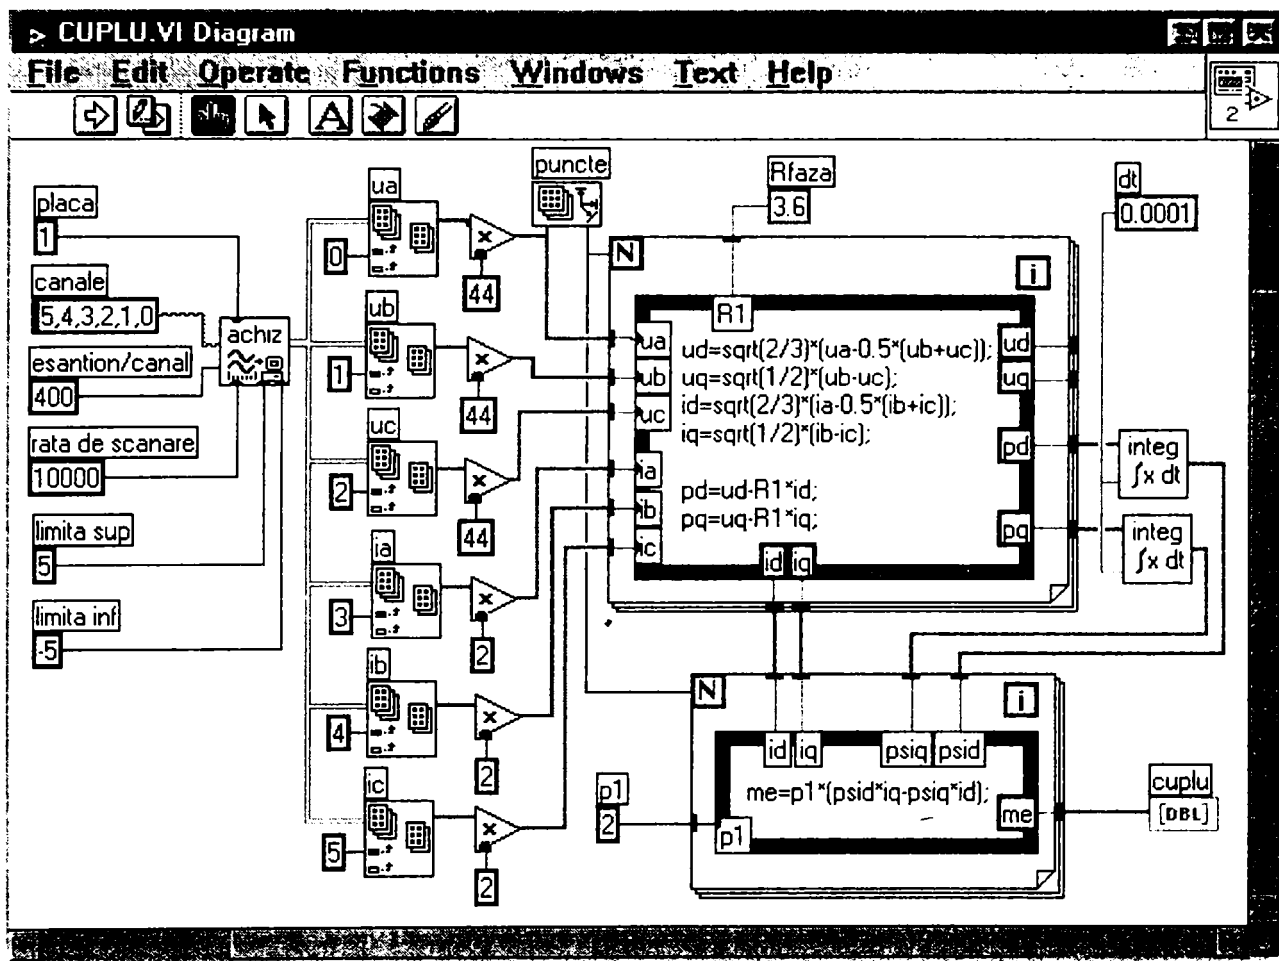 CUPLU.VI Diagram
File Edit Operate Functions Windows Text Help
A
2
placa
1
canale
5,4,3,2,1,0
esantion/canal
400
rata de scanare
10000
limita sup
5
limita inf
-5
achiz
ua
0
x
44
ub
1
x
44
uc
2
x
44
ia
3
x
2
ib
4
x
2
ic
5
x
2
puncte
Rfaza
3.6
dt
0.0001
N
i
R1
ua
ub
uc
ia
ib
ic
ud=sqrt(2/3)*(ua-0.5*(ub+uc));
uq=sqrt(1/2)*(ub-uc);
id=sqrt(2/3)*(ia-0.5*(ib+ic));
iq=sqrt(1/2)*(ib-ic);
pd=ud-R1*id;
pq=uq-R1*iq;
ud
uq
pd
pq
id iq
integ
∫x dt
integ
∫x dt
N
i
id iq psiq psid
me=p1*(psid*iq-psiq*id);
p1
2
p1
me
cuplu
[DBL]